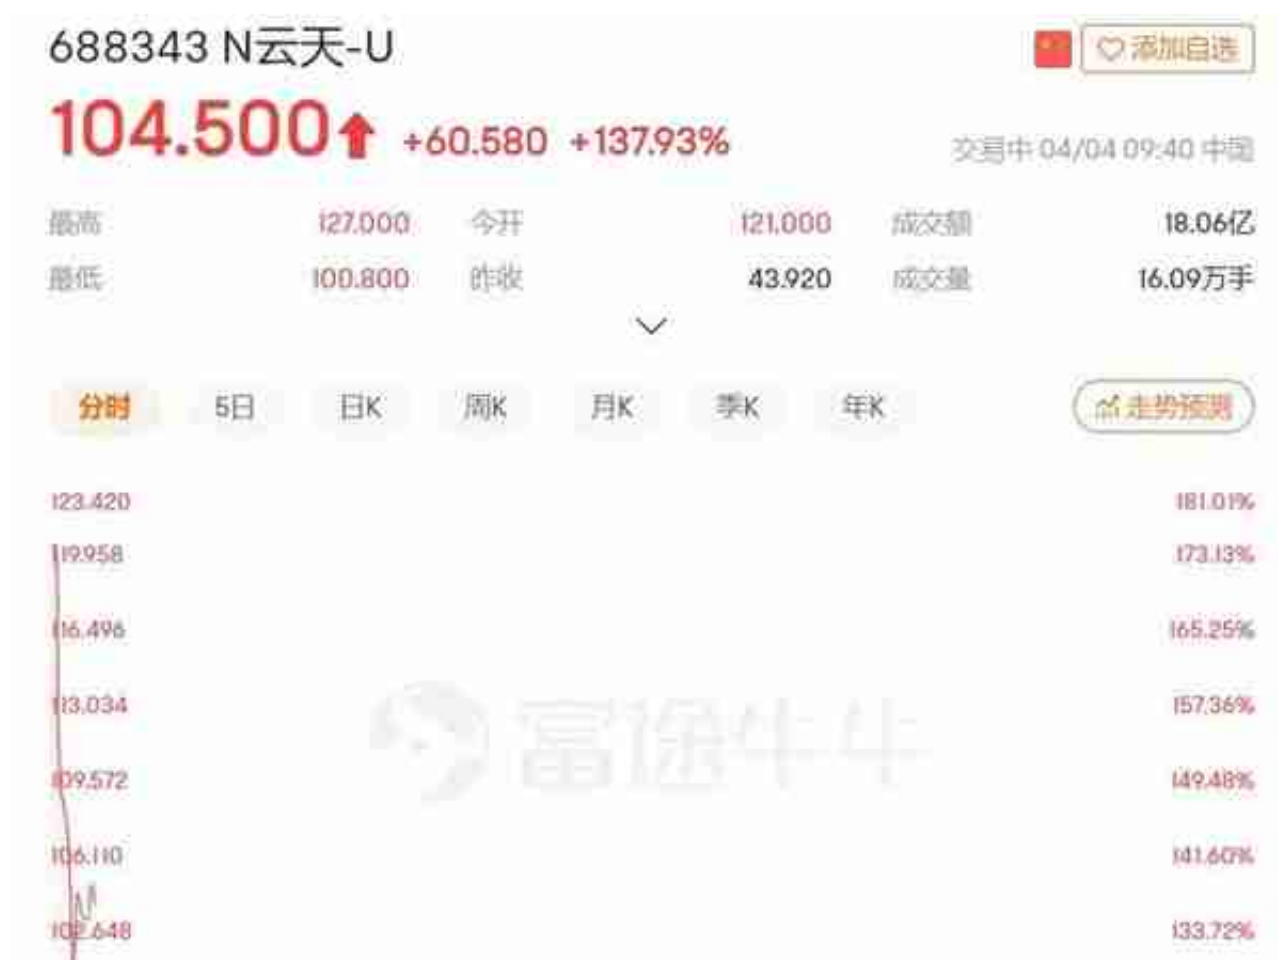 688343 N云天-U
添加自选
104.500 +60.580 +137.93%
交易中 04/04 09:40 中国
最高 127.000 今开 121.000 成交额 18.06亿
最低 100.800 昨收 43.920 成交量 16.09万手
分时 5日 日K 周K 月K 季K 年K 走势预测
123.420 181.01%
119.958 173.13%
116.496 165.25%
113.034 157.36%
富途牛牛
109.572 149.48%
106.110 141.60%
102.648 133.72%